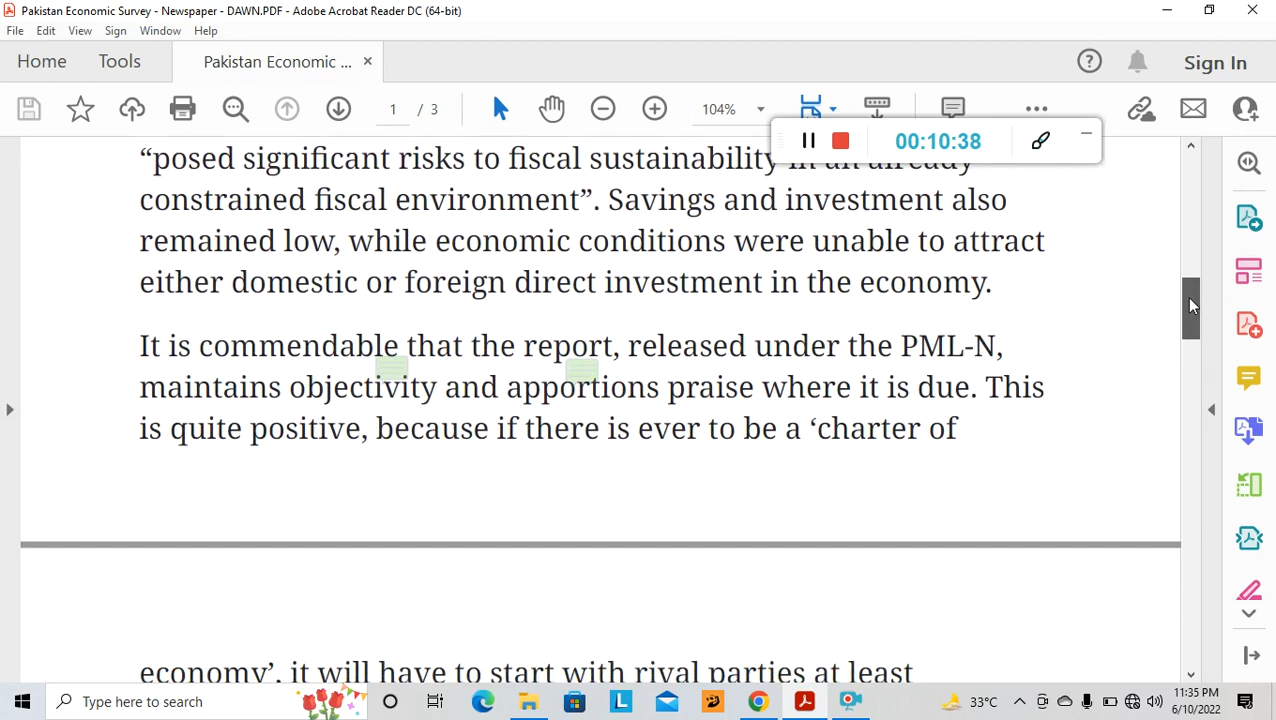 Pakistan Economic Survey - Newspaper - DAWN.PDF - Adobe Acrobat Reader DC (64-bit)
File Edit View Sign Window Help
Home Tools Pakistan Economic ... × Sign In
1 / 3 104%
00:10:38
“posed significant risks to fiscal sustainability in an already
constrained fiscal environment”. Savings and investment also
remained low, while economic conditions were unable to attract
either domestic or foreign direct investment in the economy.
It is commendable that the report, released under the PML-N,
maintains objectivity and apportions praise where it is due. This
is quite positive, because if there is ever to be a ‘charter of
economy’, it will have to start with rival parties at least
Type here to search
33°C
11:35 PM
6/10/2022